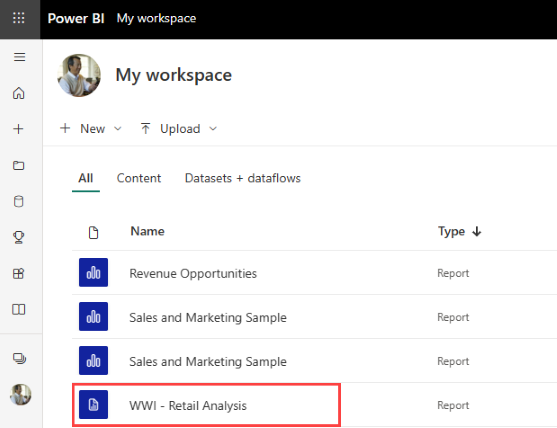 Power BI My workspace
My workspace
New Upload
All Content Datasets + dataflows
Name Type
Revenue Opportunities Report
Sales and Marketing Sample Report
Sales and Marketing Sample Report
WWI - Retail Analysis Report